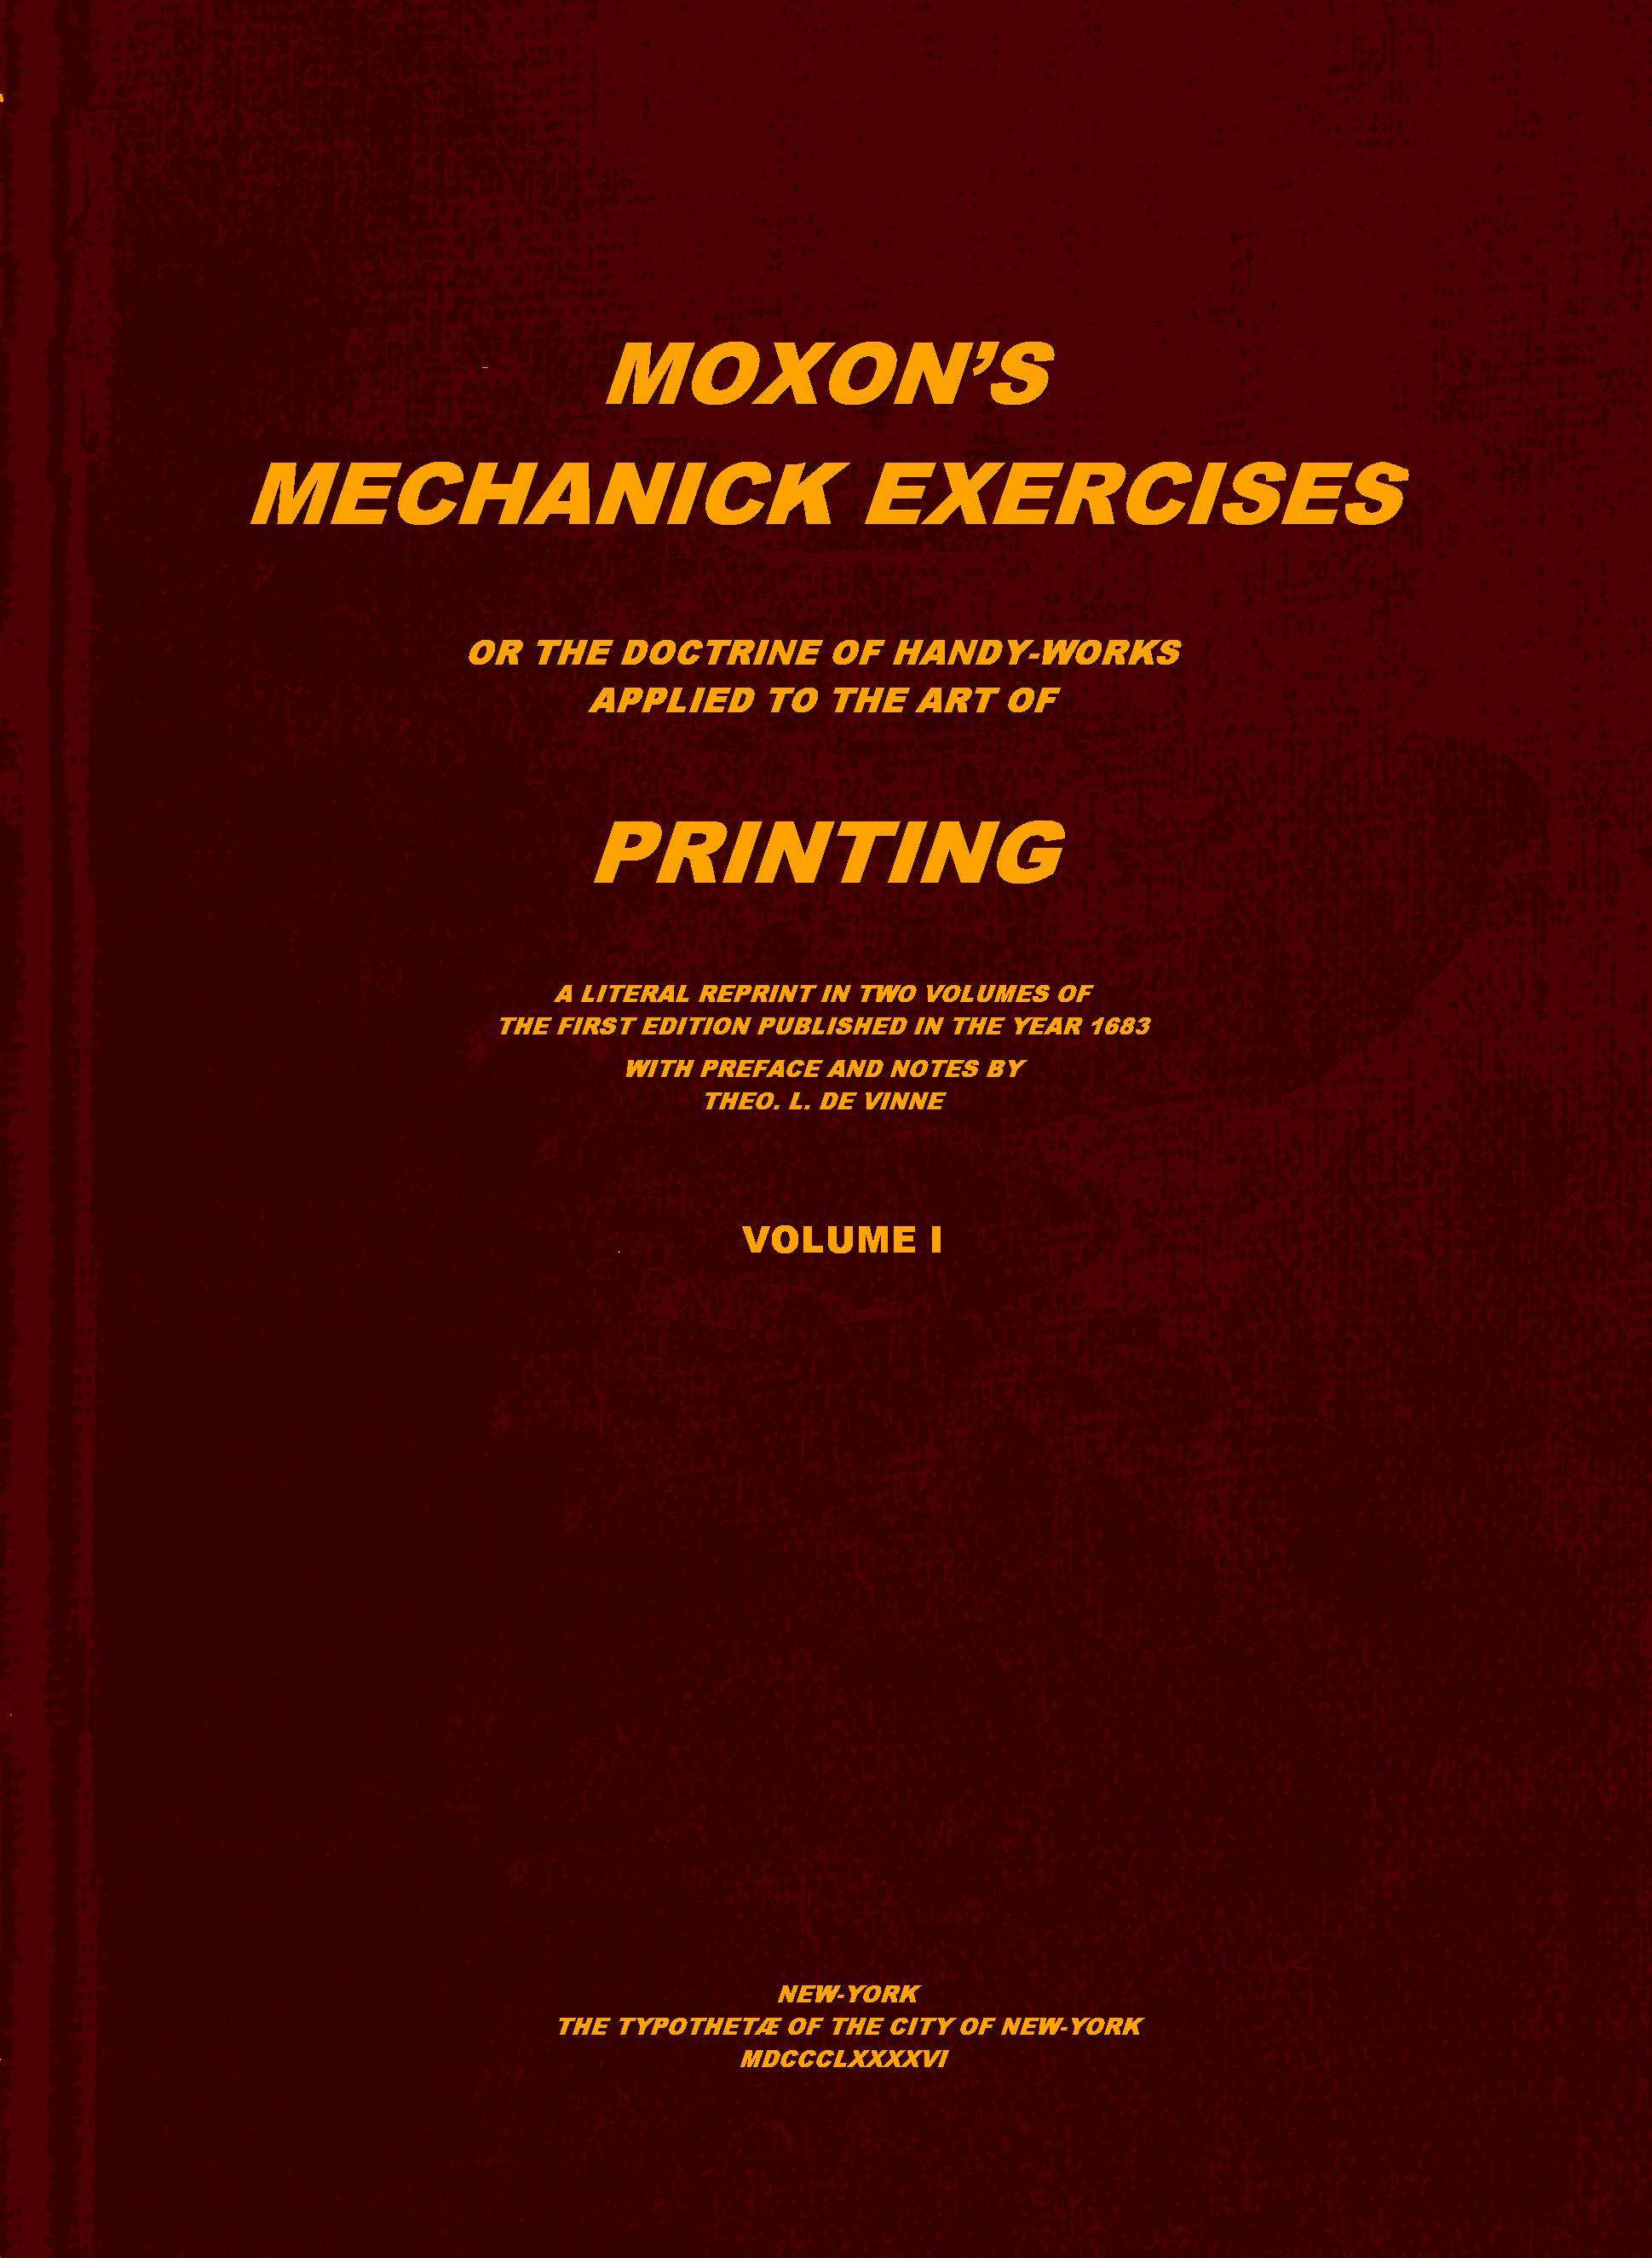 MOXON’S
MECHANICK EXERCISES
OR THE DOCTRINE OF HANDY-WORKS
APPLIED TO THE ART OF
PRINTING
A LITERAL REPRINT IN TWO VOLUMES OF
THE FIRST EDITION PUBLISHED IN THE YEAR 1683
WITH PREFACE AND NOTES BY
THEO. L. DE VINNE
VOLUME I
NEW-YORK
THE TYPOTHETÆ OF THE CITY OF NEW-YORK
MDCCCLXXXXVI